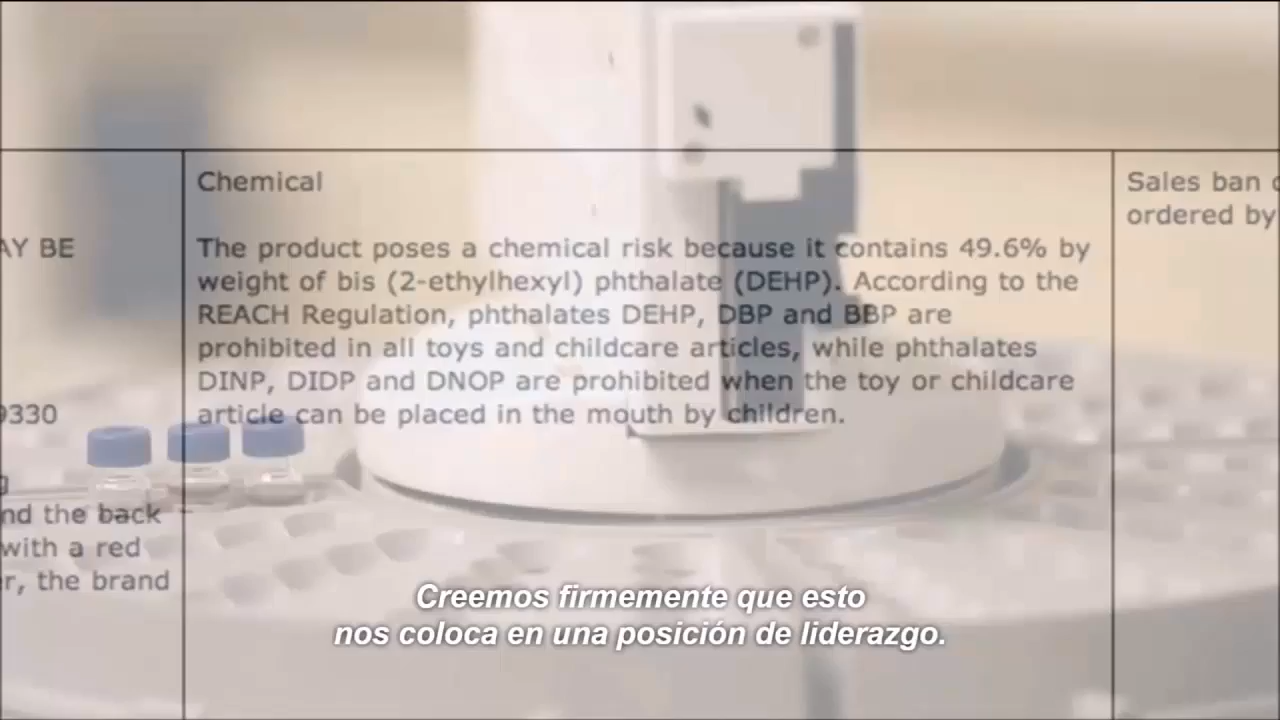 Chemical
The product poses a chemical risk because it contains 49.6% by
weight of bis (2-ethylhexyl) phthalate (DEHP). According to the
REACH Regulation, phthalates DEHP, DBP and BBP are
prohibited in all toys and childcare articles, while phthalates
DINP, DIDP and DNOP are prohibited when the toy or childcare
article can be placed in the mouth by children.
Sales ban
ordered by
AY BE
9330
nd the back
with a red
r, the brand
Creemos firmemente que esto
nos coloca en una posición de liderazgo.